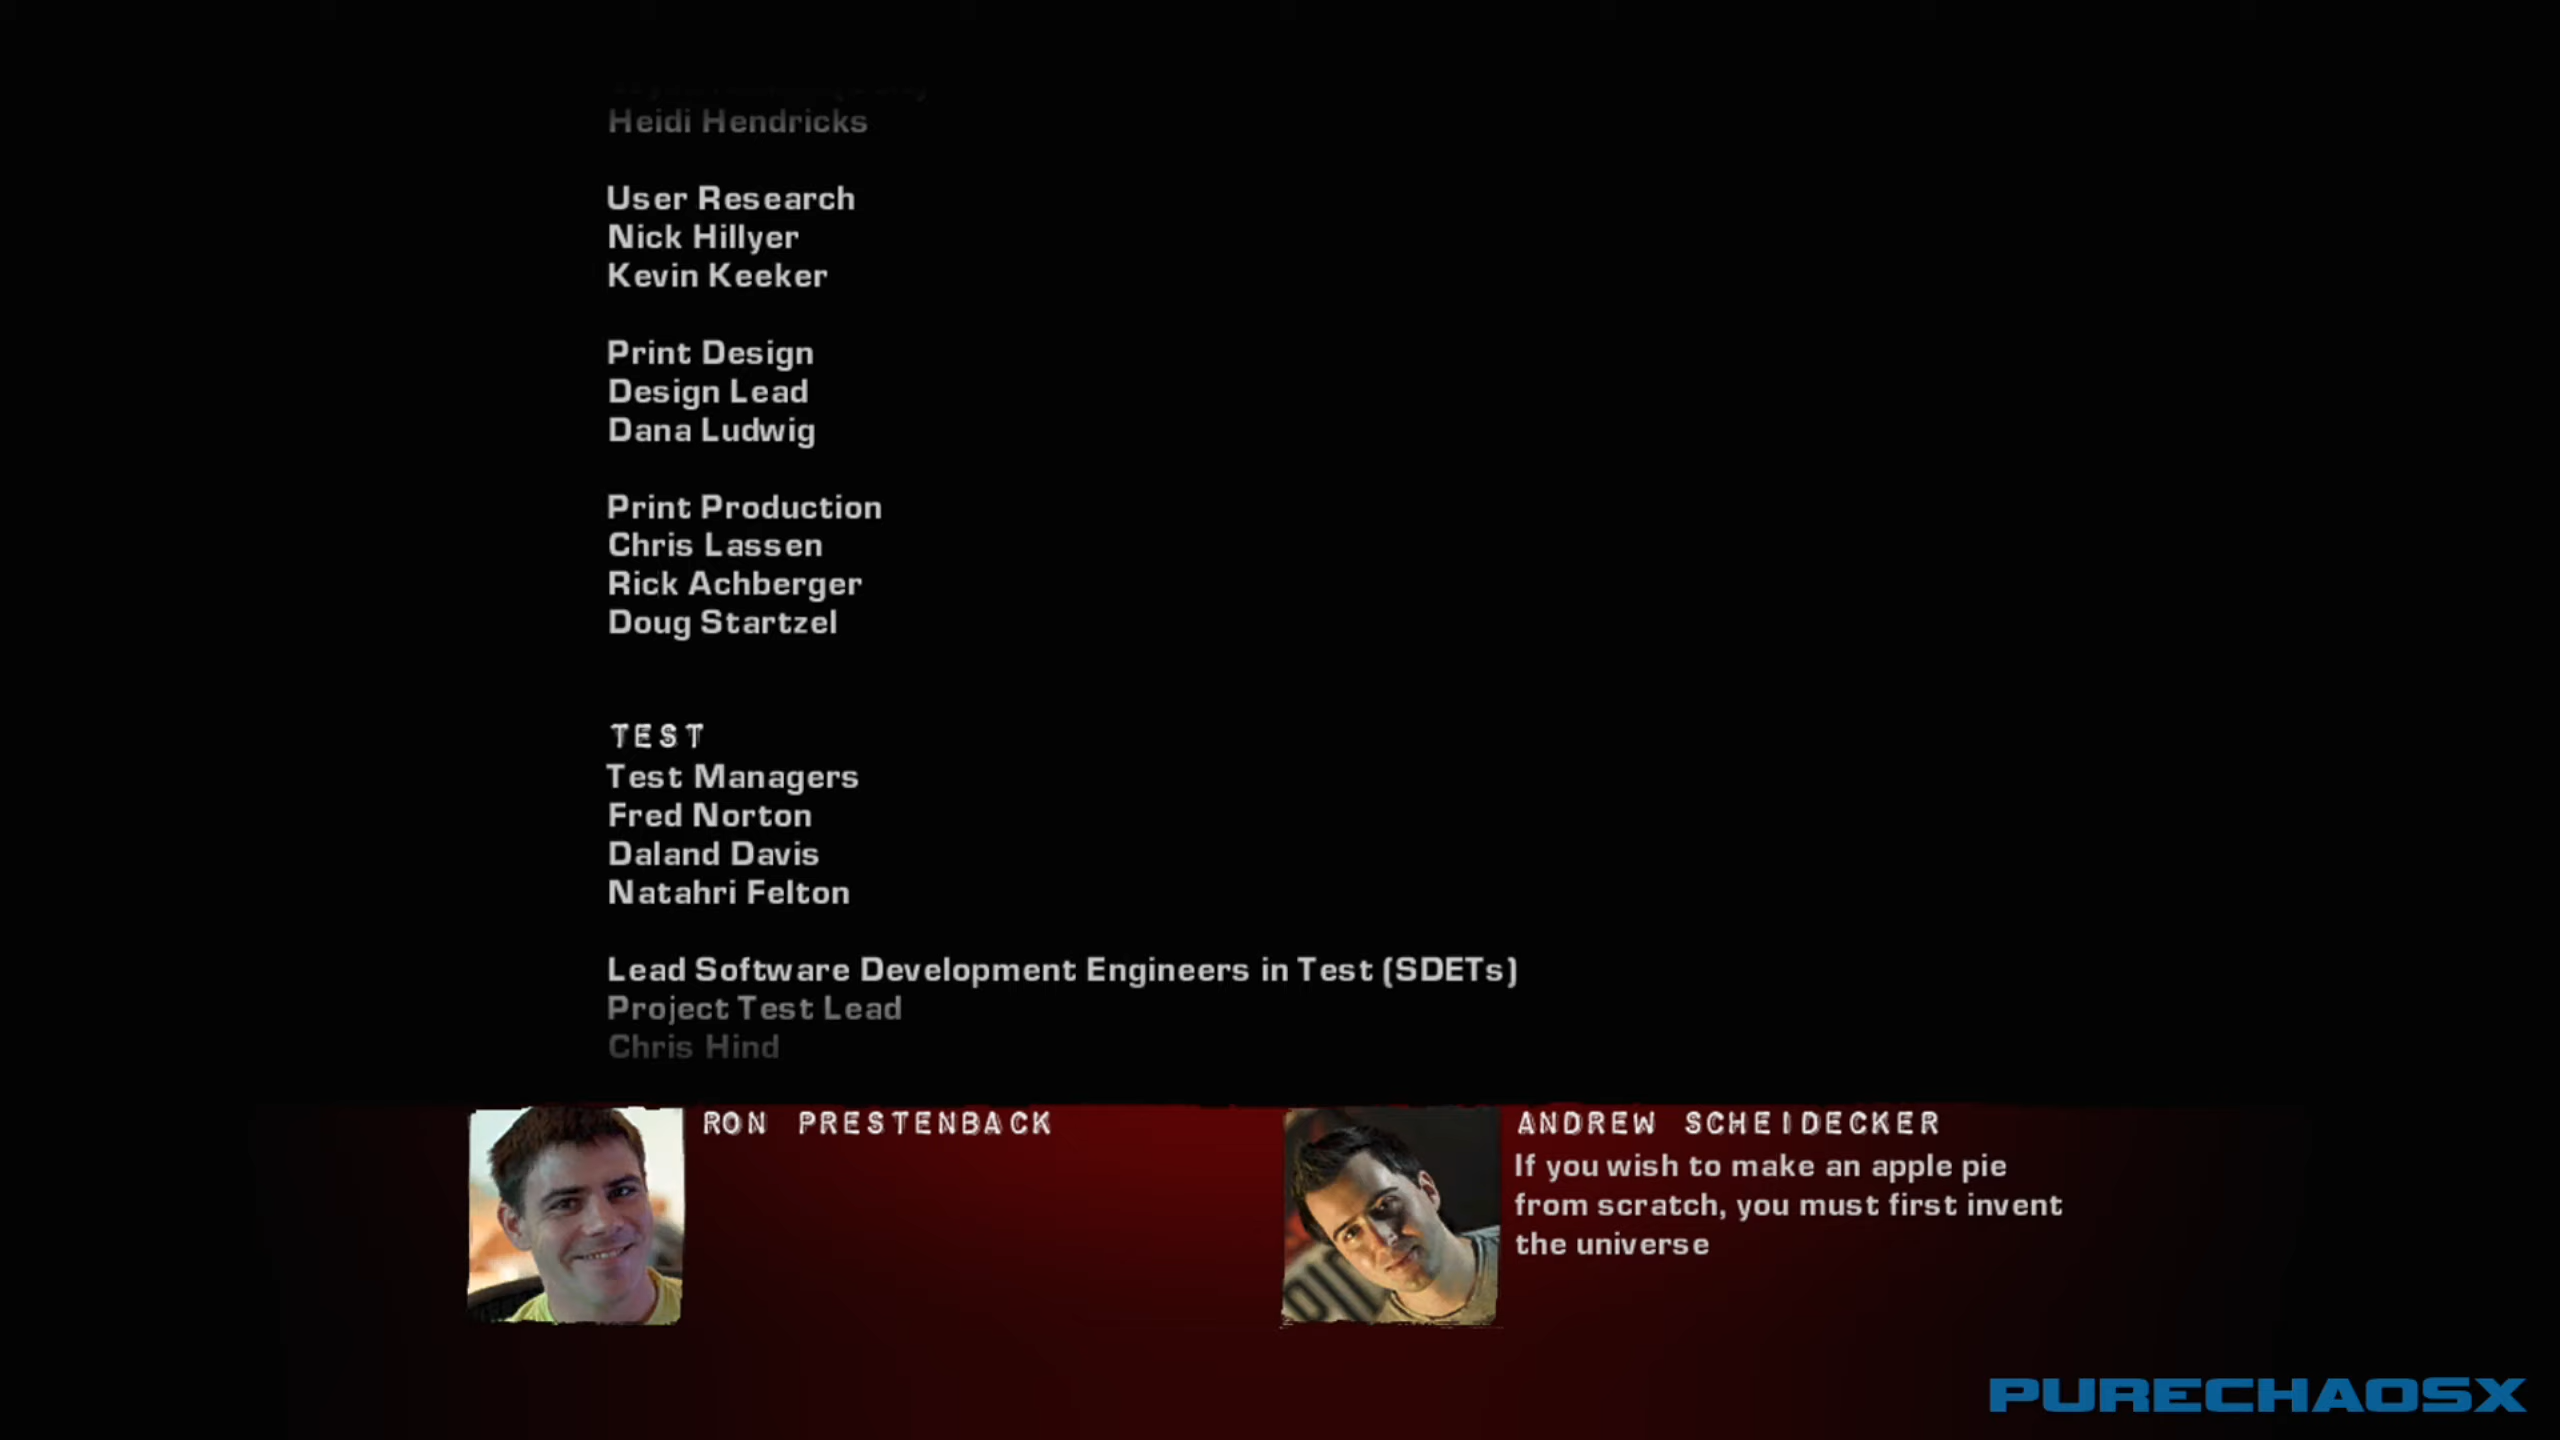 Heidi Hendricks
User Research
Nick Hillyer
Kevin Keeker
Print Design
Design Lead
Dana Ludwig
Print Production
Chris Lassen
Rick Achberger
Doug Startzel
TEST
Test Managers
Fred Norton
Daland Davis
Natahri Felton
Lead Software Development Engineers in Test (SDETs)
Project Test Lead
Chris Hind
RON PRESTENBACK
ANDREW SCHEIDECKER
If you wish to make an apple pie
from scratch, you must first invent
the universe
PURECHAOSX